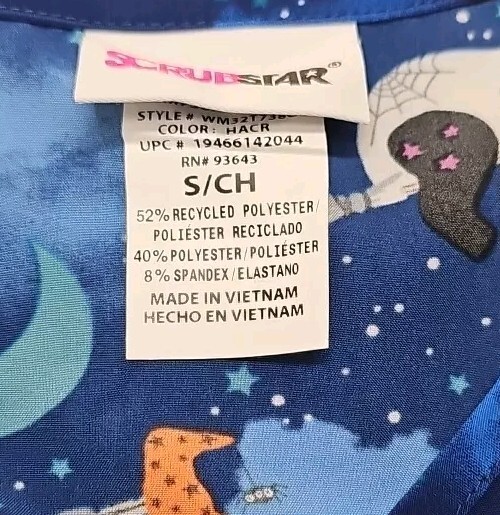 SCRUBSTAR®
STYLE #
COLOR: HACR
UPC # 19466142044
RN# 93643
S/CH
52% RECYCLED POLYESTER/
POLIÉSTER RECICLADO
40% POLYESTER/POLIÉSTER
8% SPANDEX/ELASTANO
MADE IN VIETNAM
HECHO EN VIETNAM